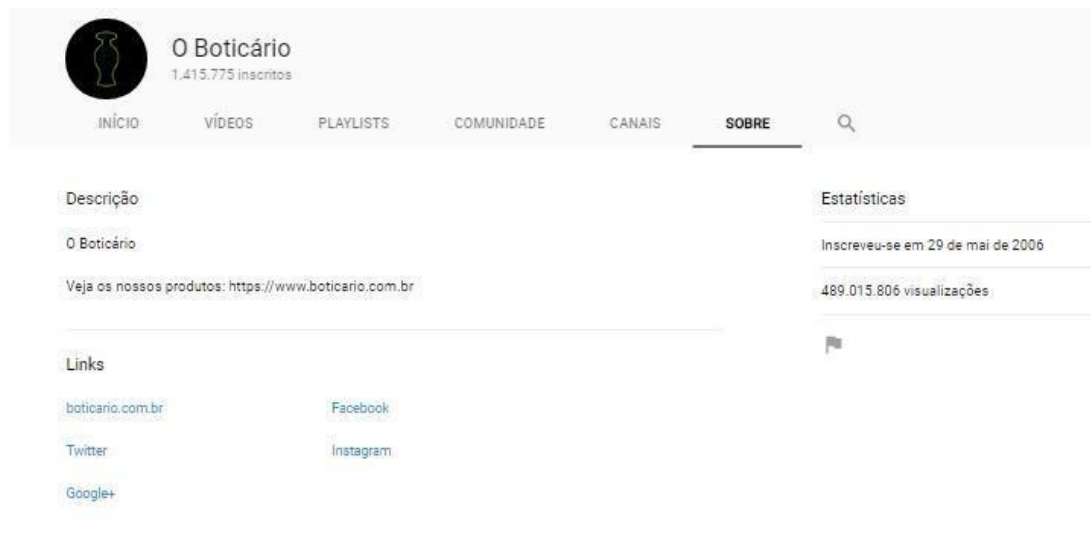 O Boticário
1.415.775 inscritos
INÍCIO VÍDEOS PLAYLISTS COMUNIDADE CANAIS SOBRE
Descrição
O Boticário
Veja os nossos produtos: https://www.boticario.com.br
Links
boticario.com.br Facebook
Twitter Instagram
Google+
Estatísticas
Inscreveu-se em 29 de mai de 2006
489.015.806 visualizações